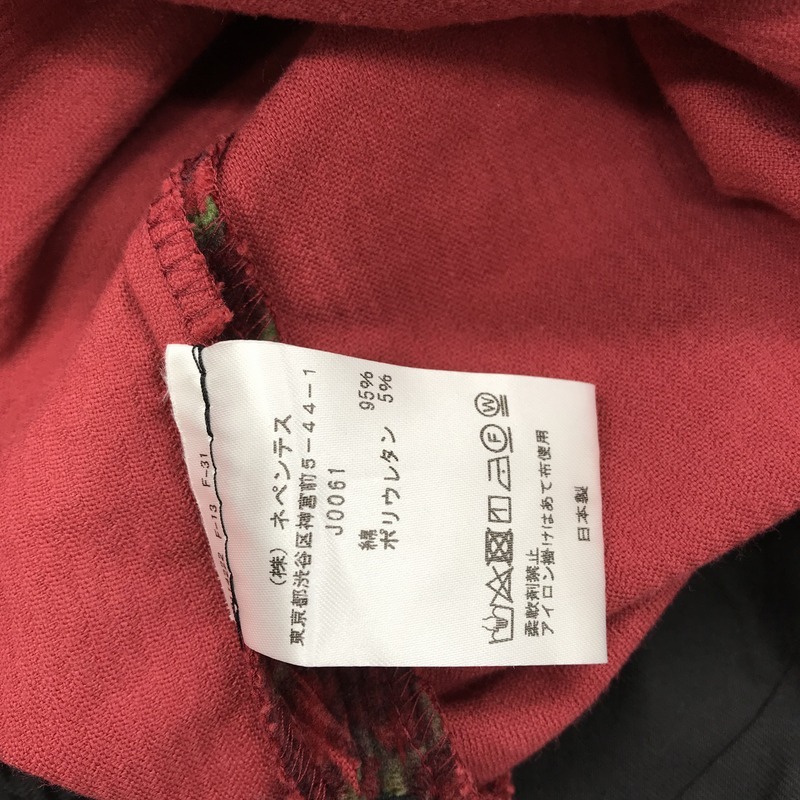 F-13 F-31
(株) ネペンテス
東京都渋谷区神宮前5-44-1
J0061
綿 95%
ポリウレタン 5%
W
F
柔軟剤禁止
アイロン掛けはあて布使用
日本製